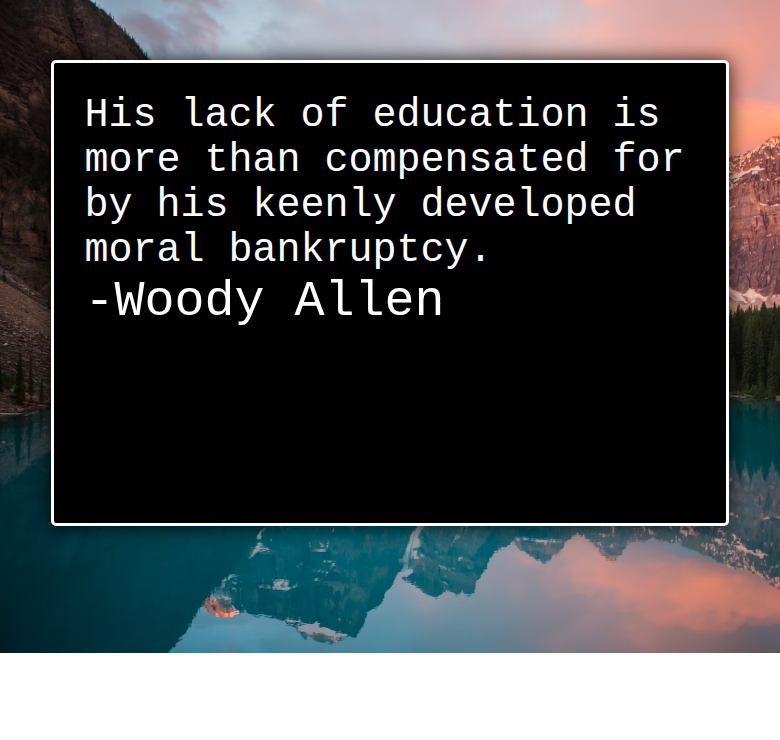 His lack of education is
more than compensated for
by his keenly developed
moral bankruptcy.
-Woody Allen